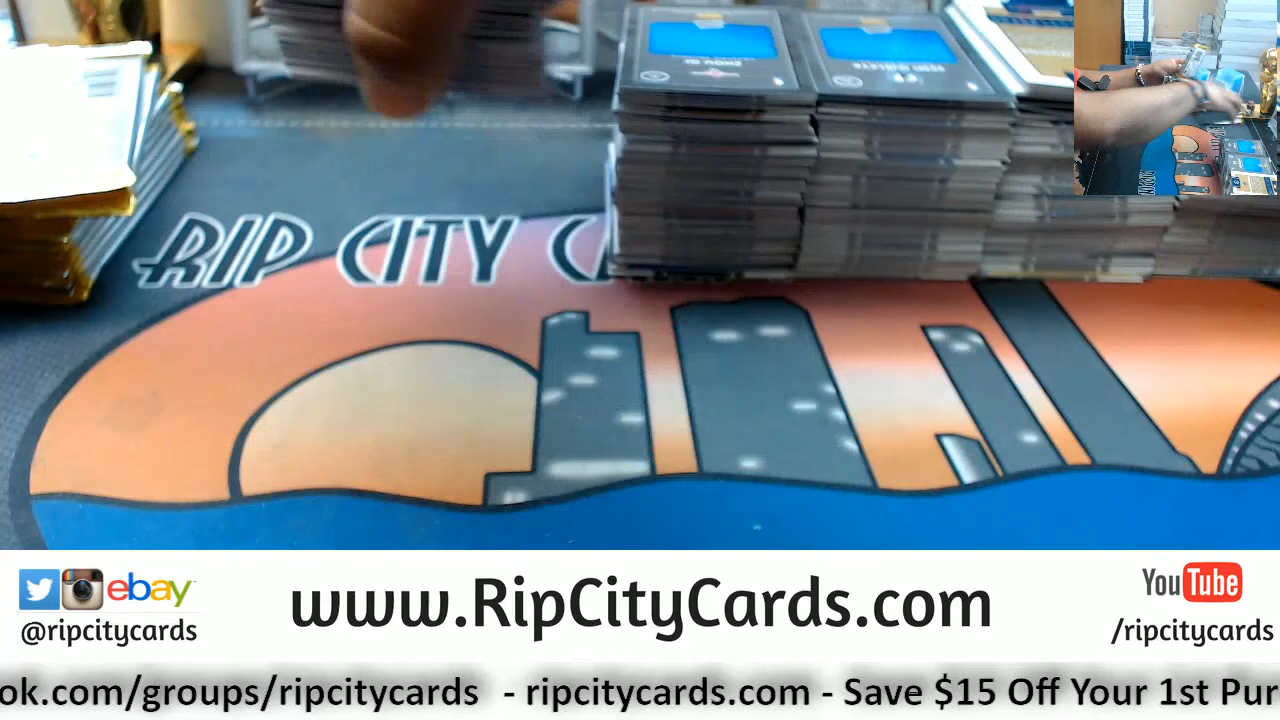 RIP CITY C
ebay
@ripcitycards
www.RipCityCards.com
YouTube
/ripcitycards
ok.com/groups/ripcitycards - ripcitycards.com - Save $15 Off Your 1st Pur